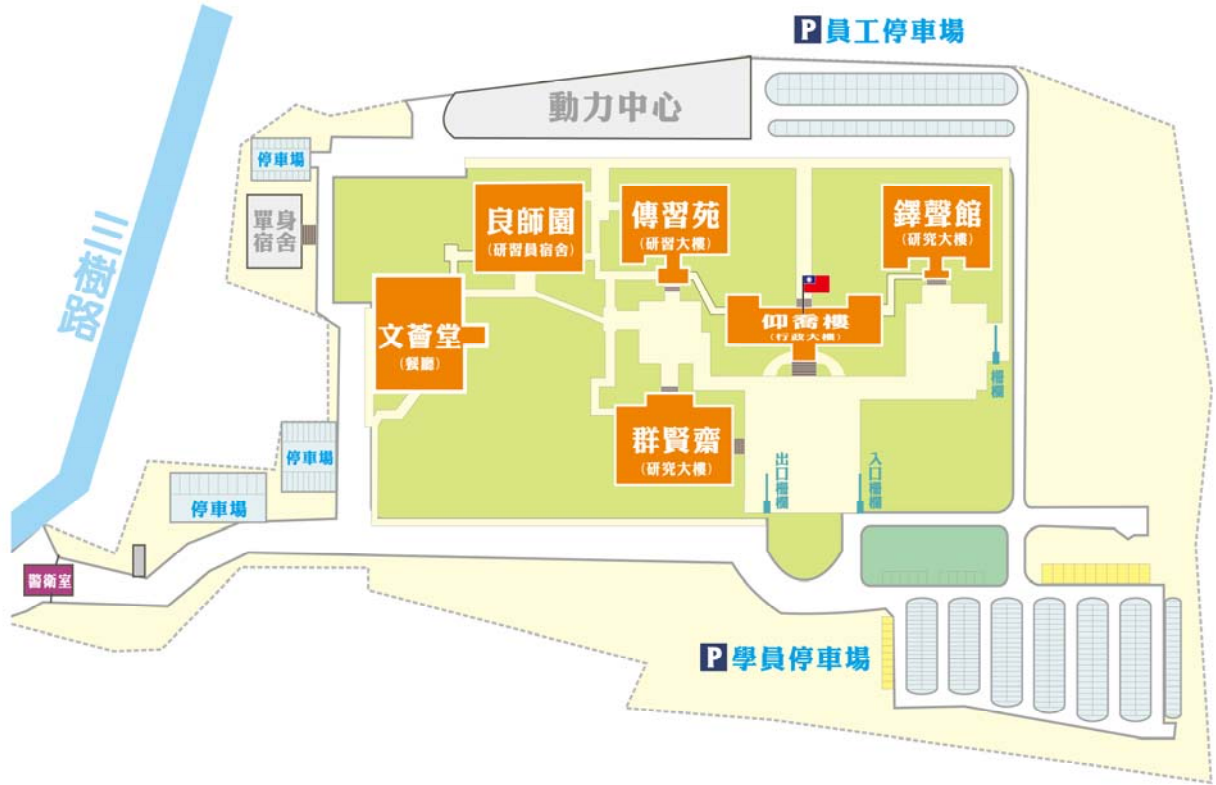 P 員工停車場
動力中心
停車場
單身
宿舍
三樹路
良師園
(研習員宿舍)
傳習苑
(研習大樓)
鐸聲館
(研究大樓)
文薈堂
(餐廳)
仰喬樓
(行政大樓)
柵欄
群賢齋
(研究大樓)
出口柵欄
入口柵欄
停車場
停車場
警衛室
P 學員停車場